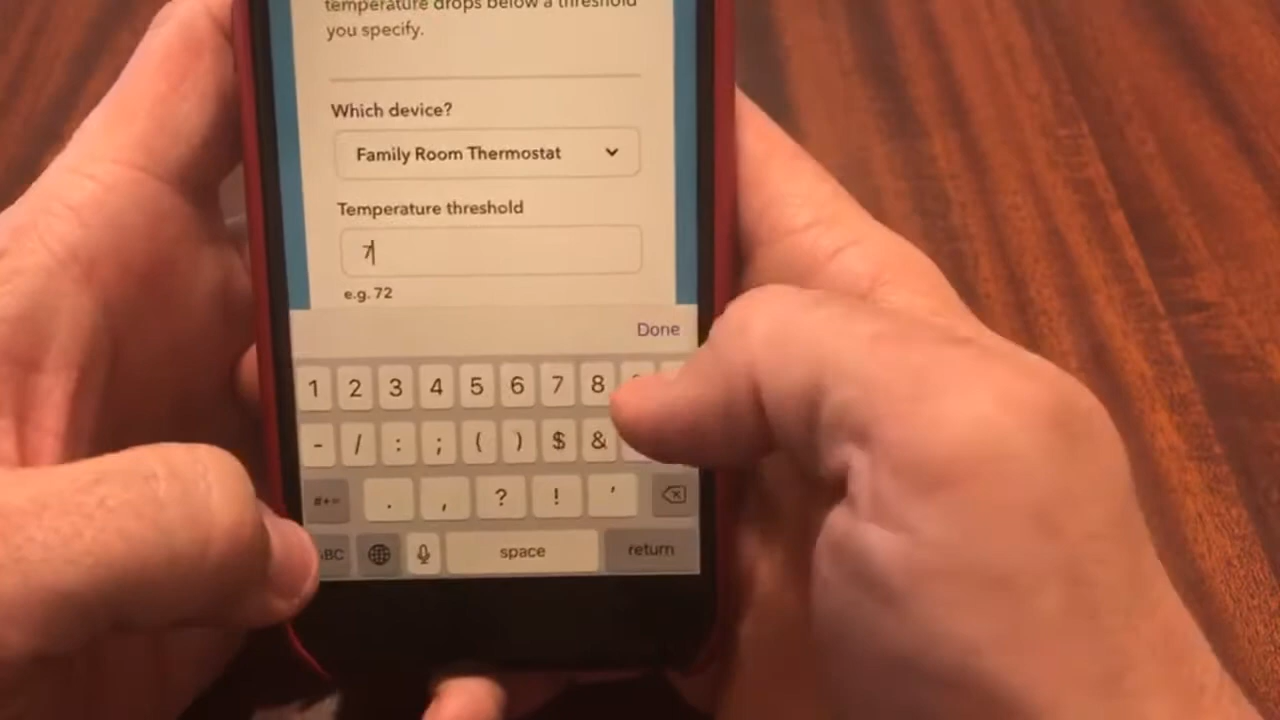 temperature drops below a threshold
you specify.
Which device?
Family Room Thermostat
Temperature threshold
7
e.g. 72
Done
1 2 3 4 5 6 7 8
- / : ; ( ) $ &
#+= . , ? ! '
ABC space return